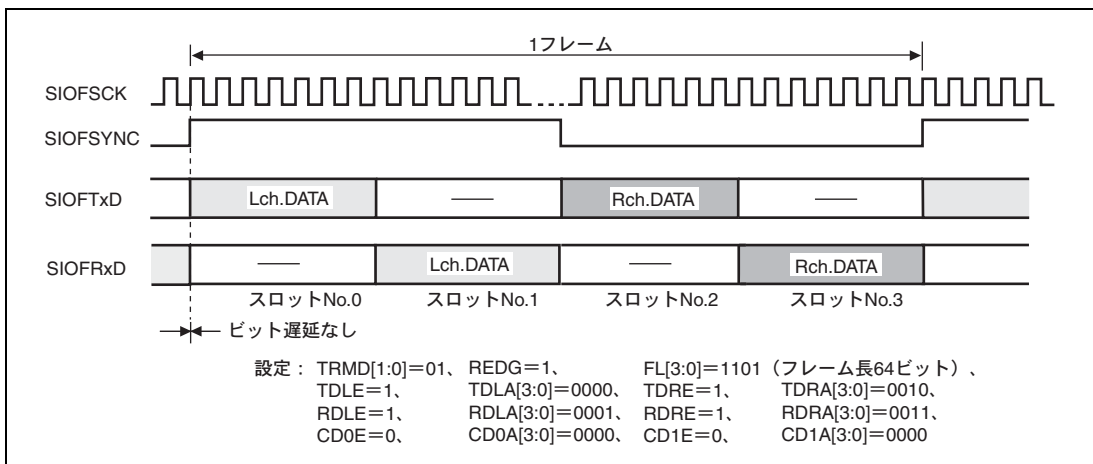 1フレーム
SIOFSCK
SIOFSYNC
SIOFTxD Lch.DATA Rch.DATA
SIOFRxD Lch.DATA Rch.DATA
スロットNo.0 スロットNo.1 スロットNo.2 スロットNo.3
ビット遅延なし
設定： TRMD[1:0]=01、 REDG=1、 FL[3:0]=1101（フレーム長64ビット）、
TDLE=1、 TDLA[3:0]=0000、 TDRE=1、 TDRA[3:0]=0010、
RDLE=1、 RDLA[3:0]=0001、 RDRE=1、 RDRA[3:0]=0011、
CD0E=0、 CD0A[3:0]=0000、 CD1E=0、 CD1A[3:0]=0000